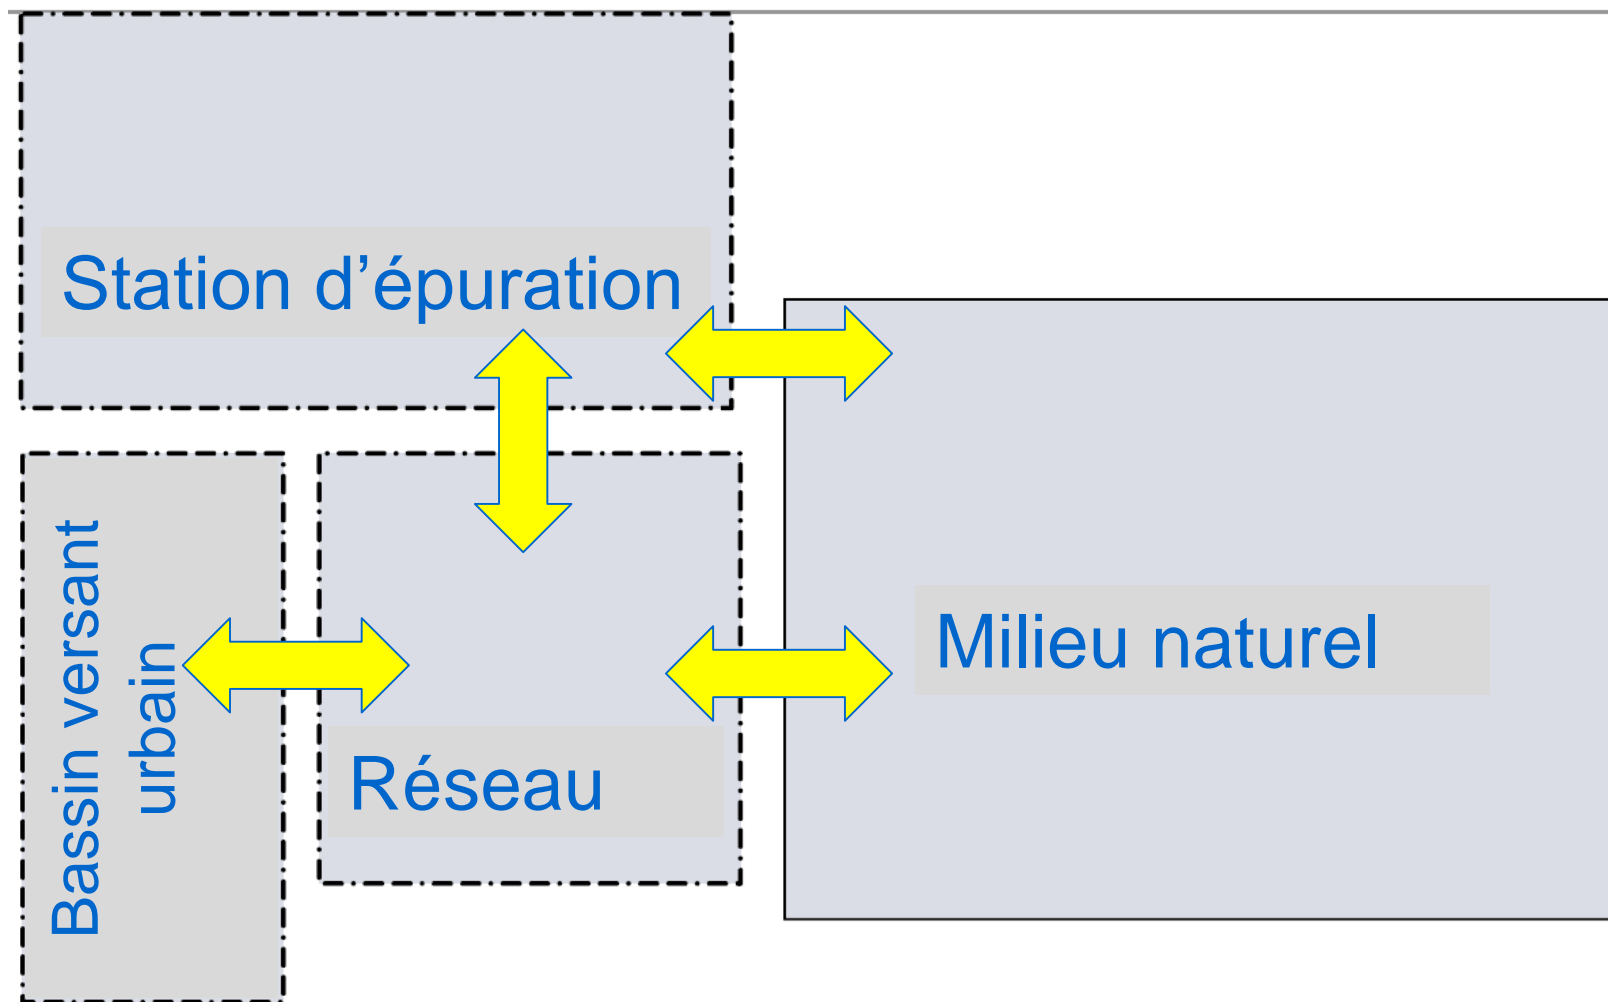 Station d’épuration
Bassin versant
urbain
Réseau
Milieu naturel